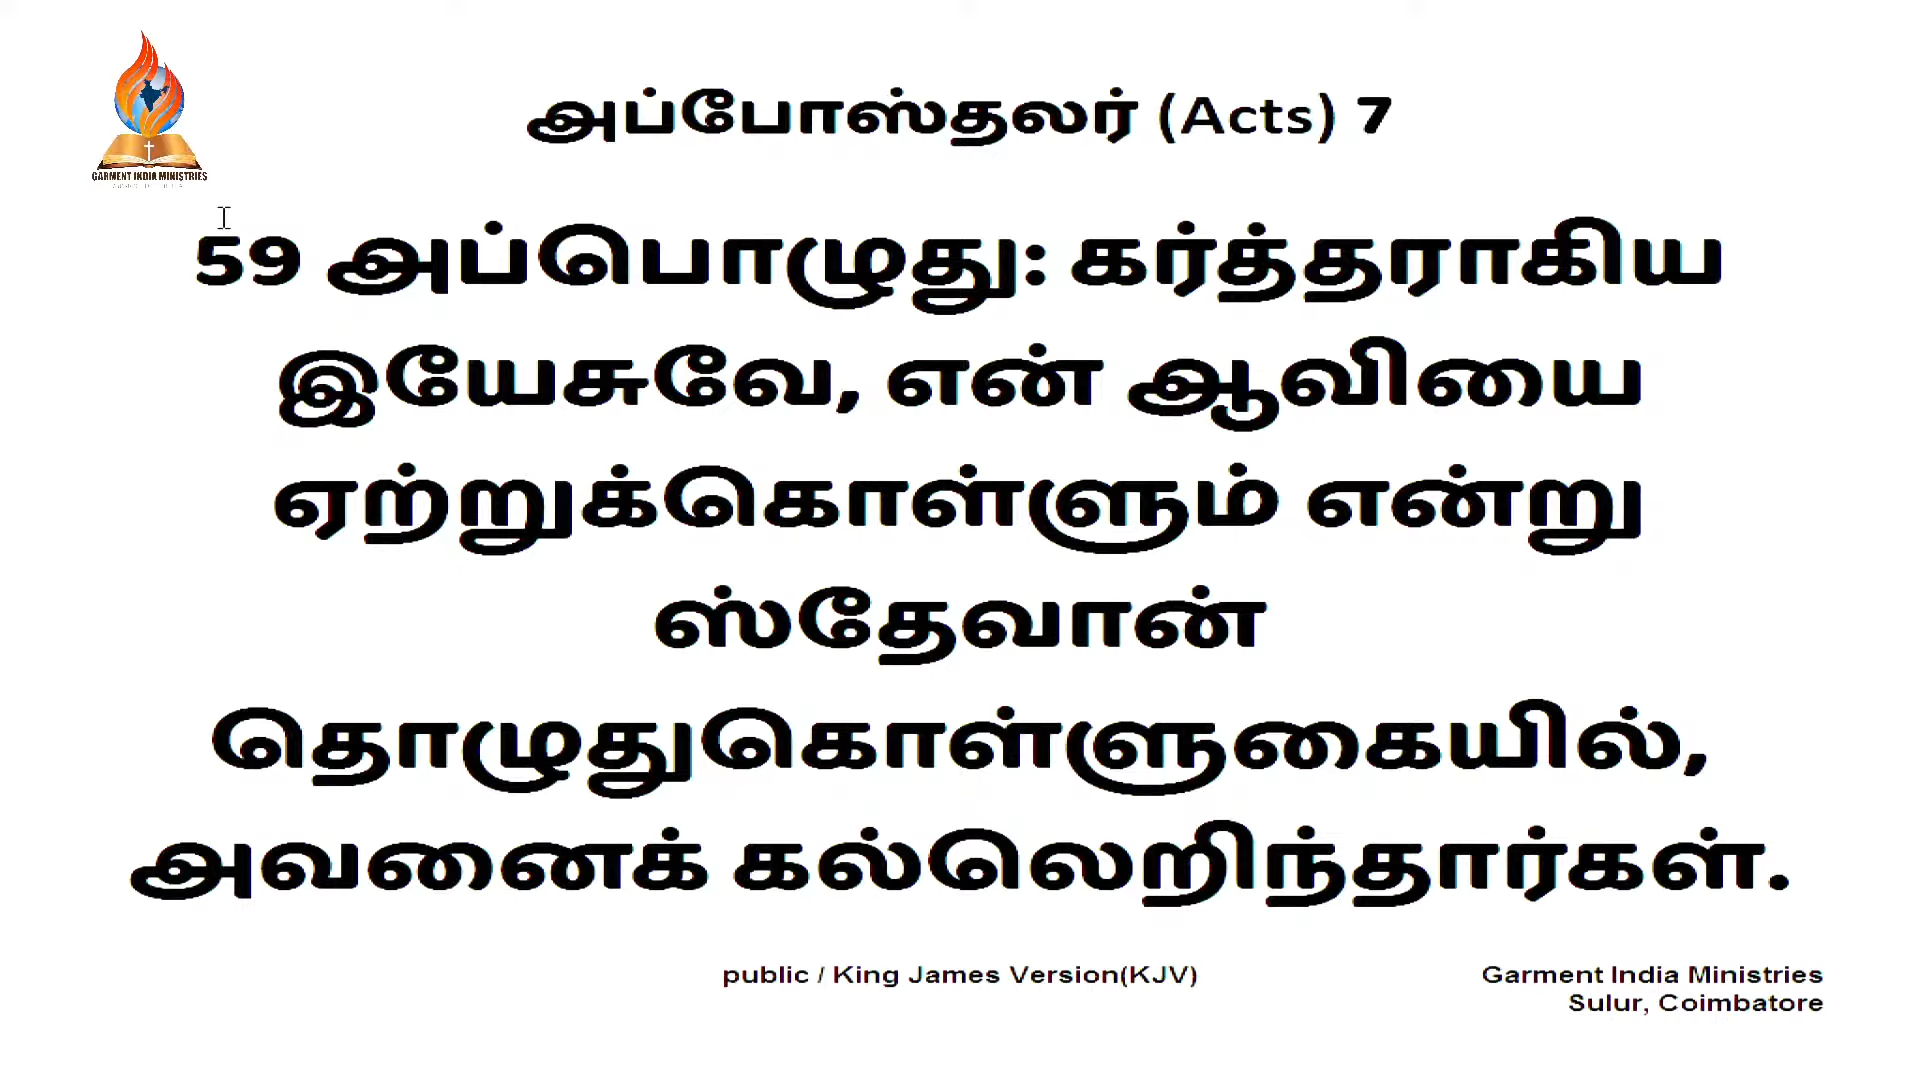 அப்போஸ்தலர் (Acts) 7
GARMENT INDIA MINISTRIES
59 அப்பொழுது: கர்த்தராகிய
இயேசுவே, என் ஆவியை
ஏற்றுக்கொள்ளும் என்று
ஸ்தேவான்
தொழுதுகொள்ளுகையில்,
அவனைக் கல்லெறிந்தார்கள்.
public / King James Version(KJV)
Garment India Ministries
Sulur, Coimbatore